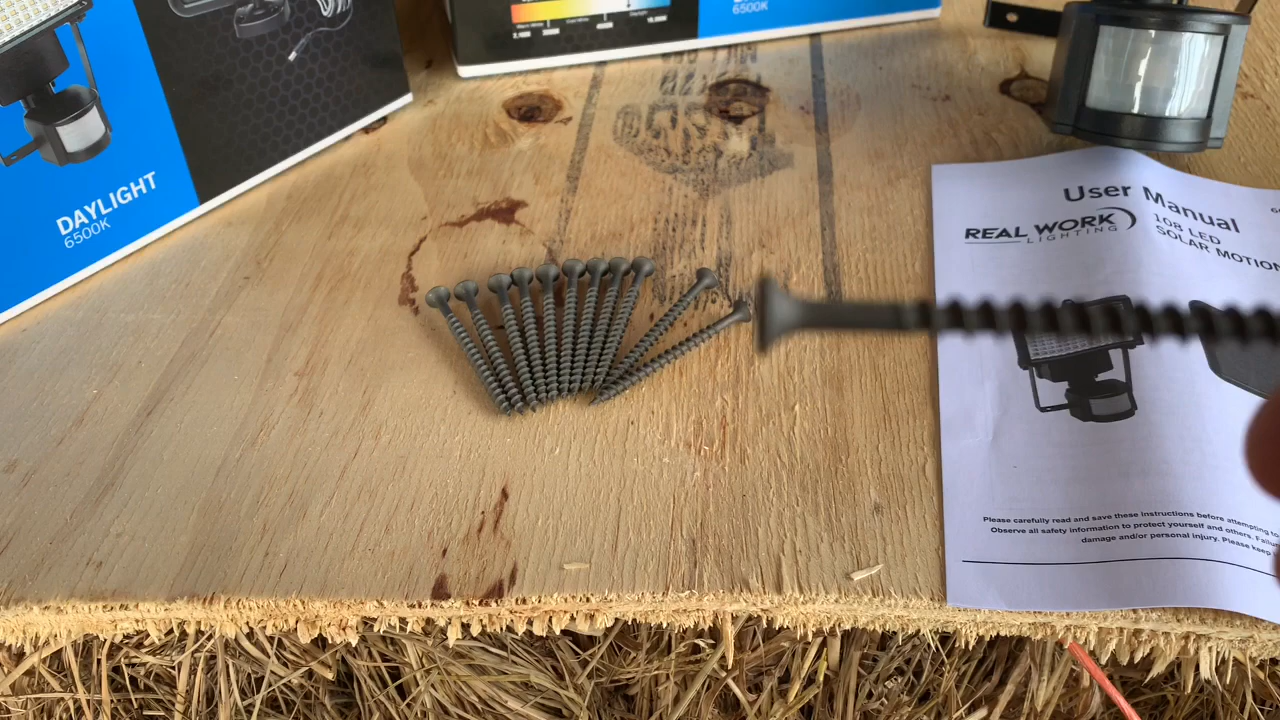 DAYLIGHT
6500K
6500K
User Manual
REAL WORK
LIGHTING
108 LED
SOLAR MOTION
Please carefully read and save these instructions before attempting to
Observe all safety information to protect yourself and others.
damage and/or personal injury. Please keep